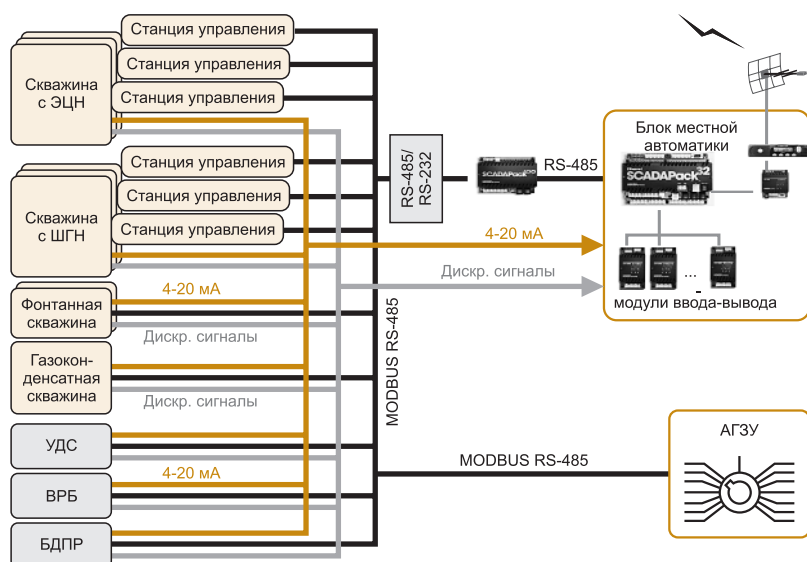 Станция управления
Станция управления
Станция управления
Скважина
с ЭЦН
Станция управления
Станция управления
Станция управления
Скважина
с ШГН
4-20 мА
Фонтанная
скважина
Дискр. сигналы
Газокон-
денсатная
скважина
Дискр. сигналы
УДС
4-20 мА
ВРБ
БДПР
MODBUS RS-485
RS-485/
RS-232
SCADAPack
RS-485
4-20 мА
Дискр. сигналы
Блок местной
автоматики
SCADAPack32
...
модули ввода-вывода
MODBUS RS-485
АГЗУ